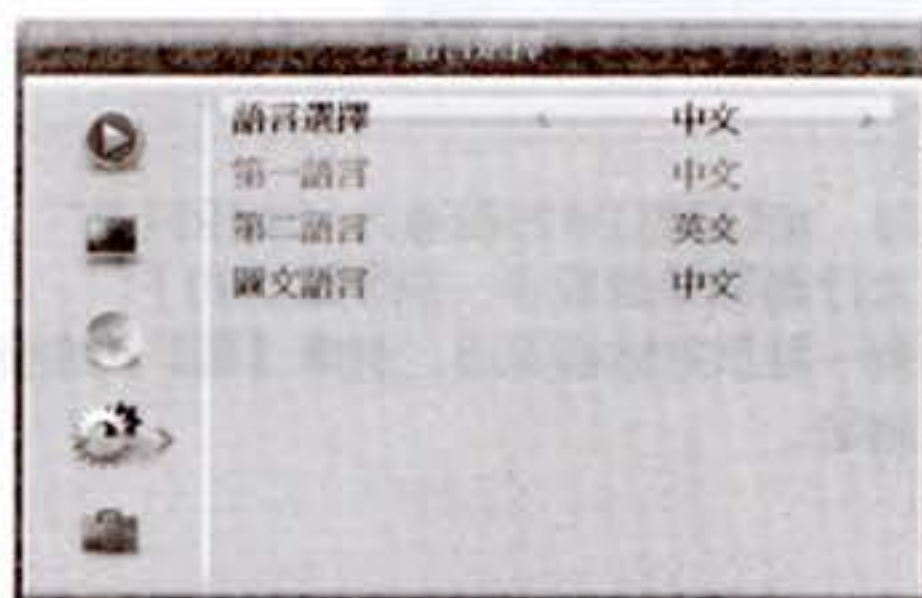 語言選擇 中文
第一語言 中文
第二語言 英文
圖文語言 中文